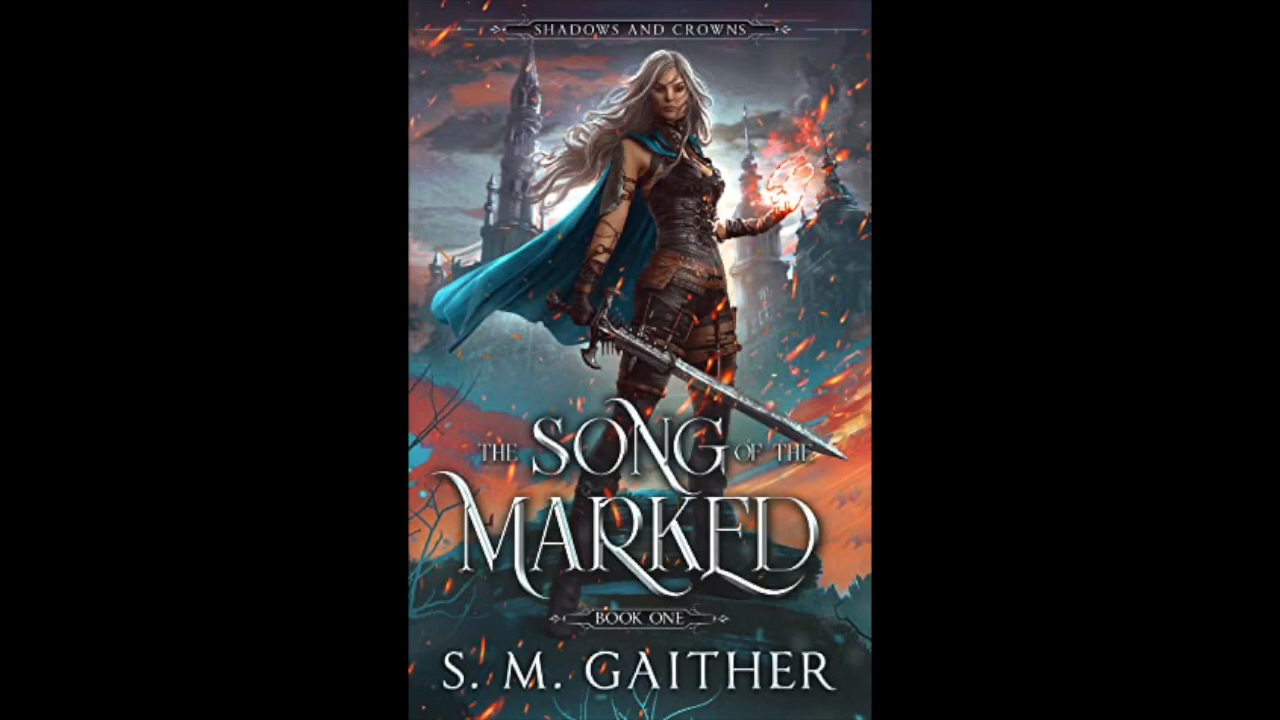 SHADOWS AND CROWNS
THE SONG OF THE
MARKED
BOOK ONE
S. M. GAITHER